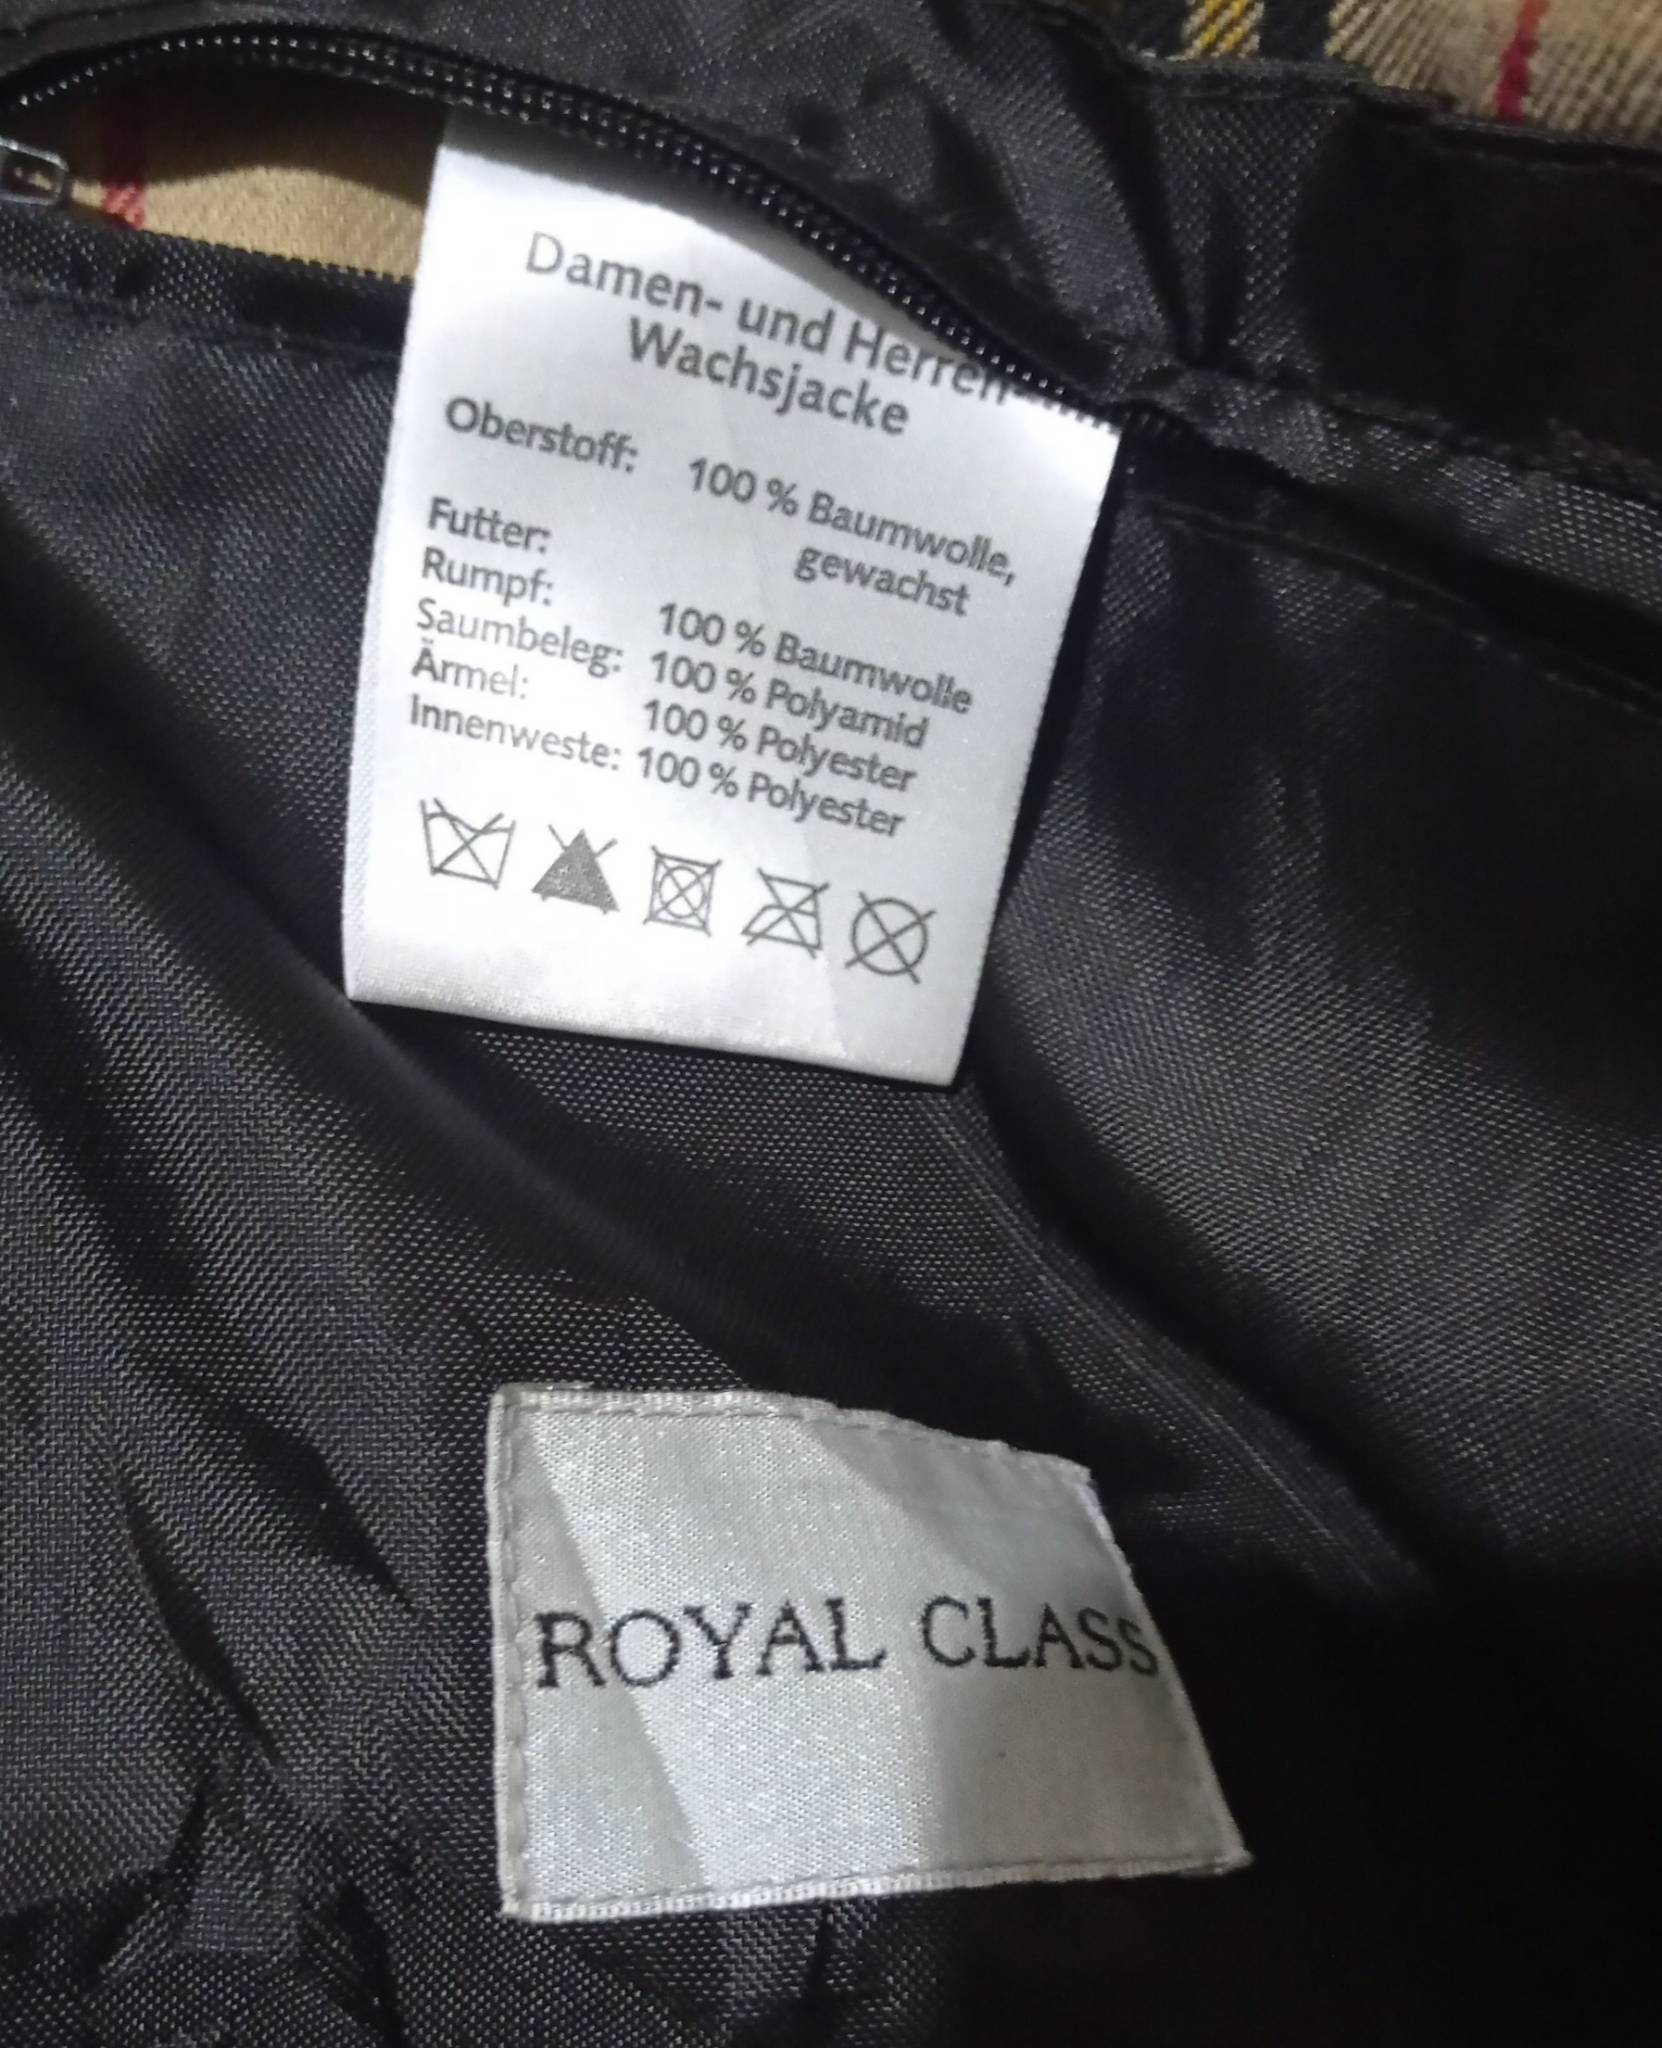 Damen- und Herren-
Wachsjacke
Oberstoff: 100 % Baumwolle,
gewachst
Futter:
Rumpf: 100 % Baumwolle
Saumbeleg: 100 % Polyamid
Ärmel: 100 % Polyester
Innenweste: 100 % Polyester
ROYAL CLASS